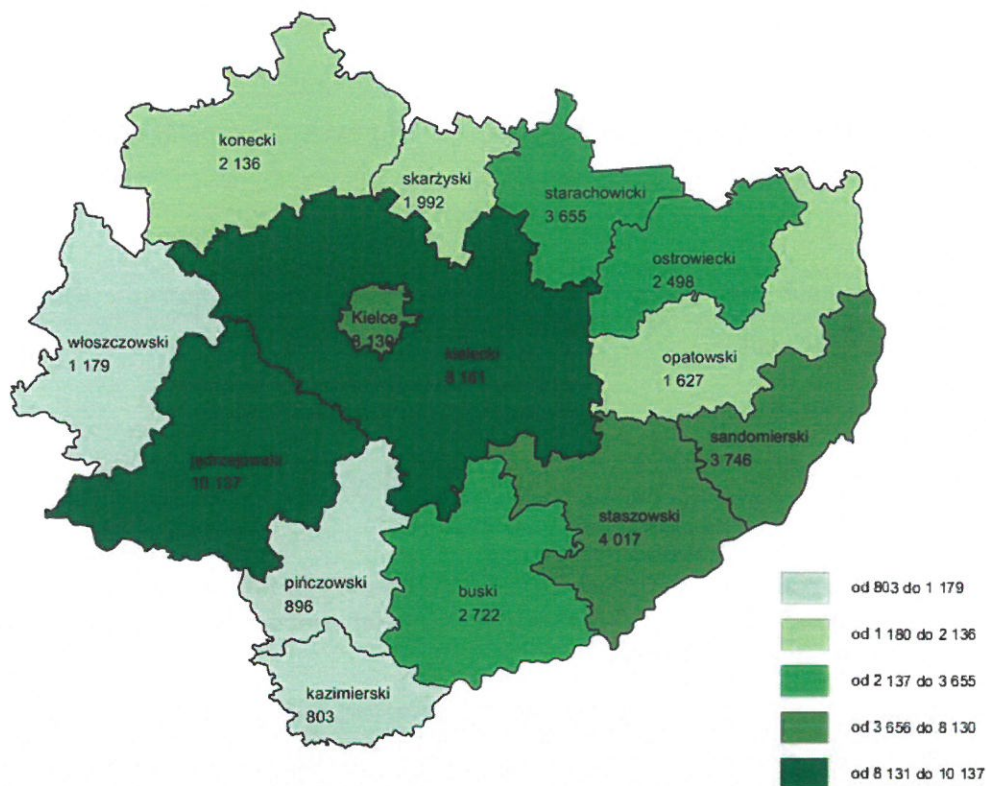 konecki
2 136
skarżyski
1 992
starachowicki
3 655
ostrowiecki
2 498
włoszczowski
1 179
Kielce
8 130
kielecki
8 161
opatowski
1 627
sandomierski
3 746
jędrzejowski
10 137
staszowski
4 017
pińczowski
896
buski
2 722
kazimierski
803
od 803 do 1 179
od 1 180 do 2 136
od 2 137 do 3 655
od 3 656 do 8 130
od 8 131 do 10 137